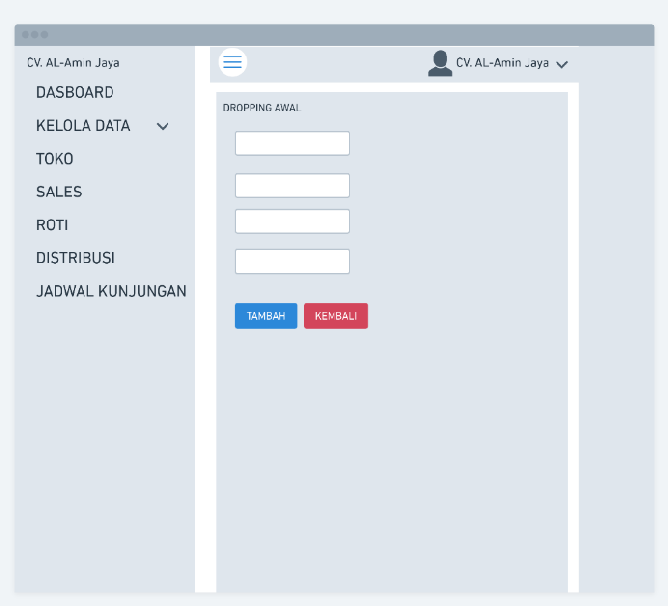 CV. AL-Amin Jaya
DASBOARD
KELOLA DATA
TOKO
SALES
ROTI
DISTRIBUSI
JADWAL KUNJUNGAN
CV. AL-Amin Jaya
DROPPING AWAL
TAMBAH
KEMBALI